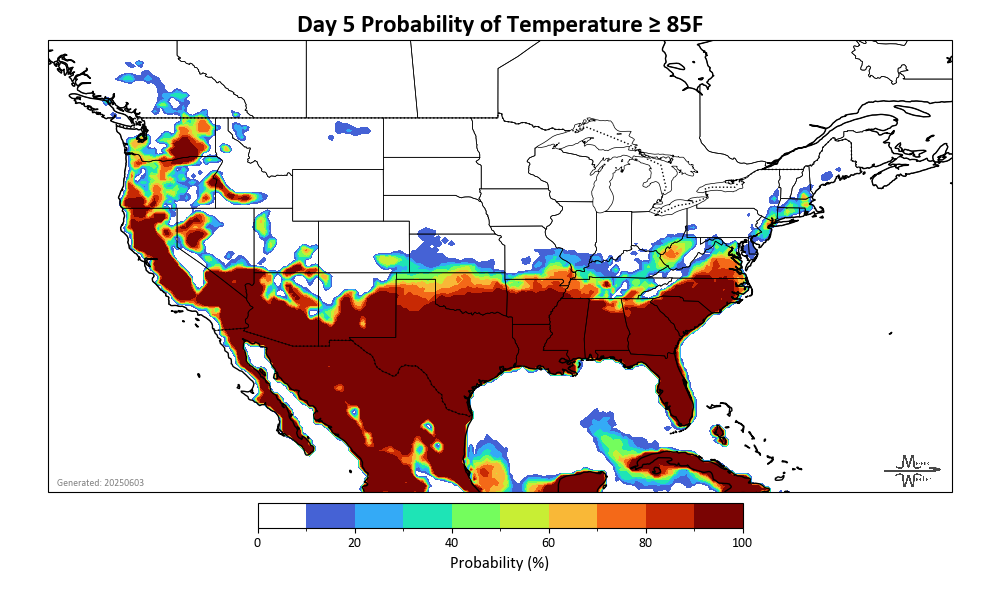 Day 5 Probability of Temperature ≥ 85F
Generated: 20250603
0 20 40 60 80 100
Probability (%)